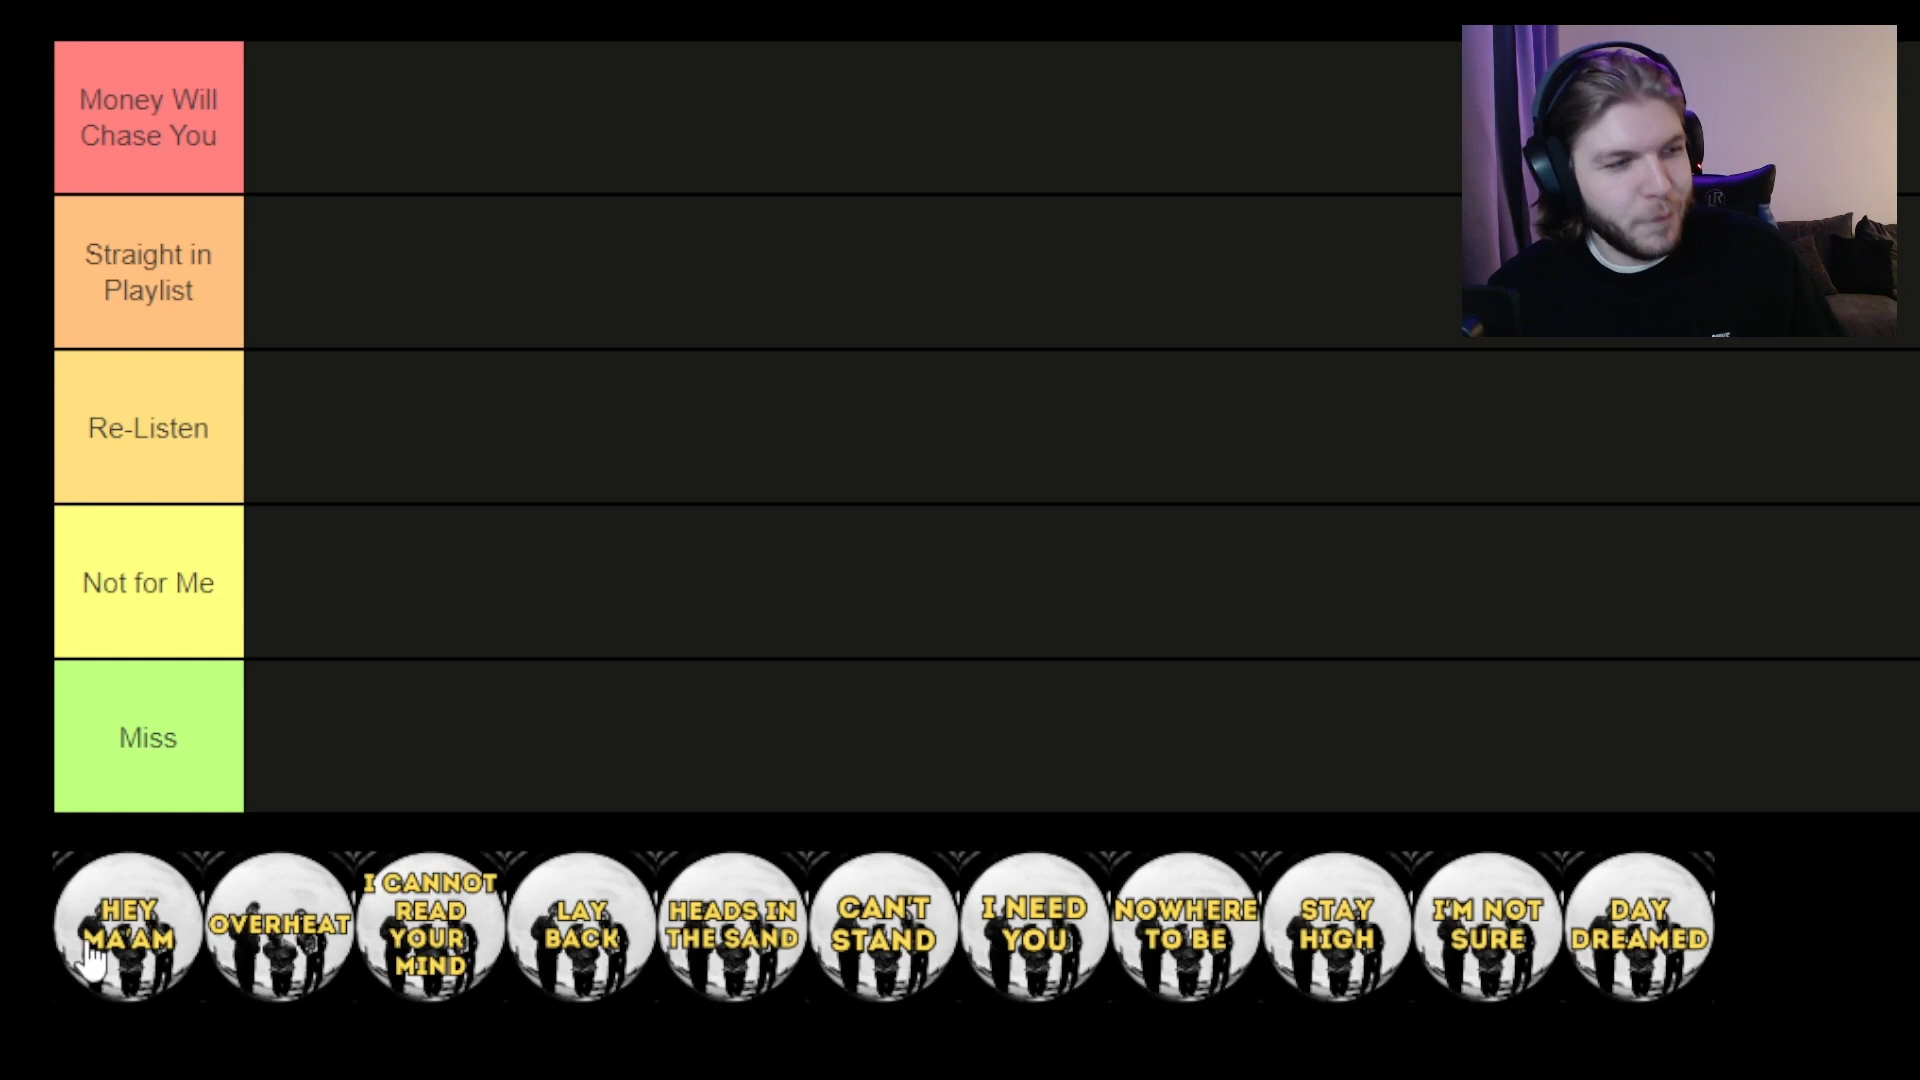 Money Will
Chase You
Straight in
Playlist
Re-Listen
Not for Me
Miss
HEY
MA'AM
OVERHEAT
I CANNOT
READ
YOUR
MIND
LAY
BACK
HEADS IN
THE SAND
CAN'T
STAND
I NEED
YOU
NOWHERE
TO BE
STAY
HIGH
I'M NOT
SURE
DAY
DREAMED